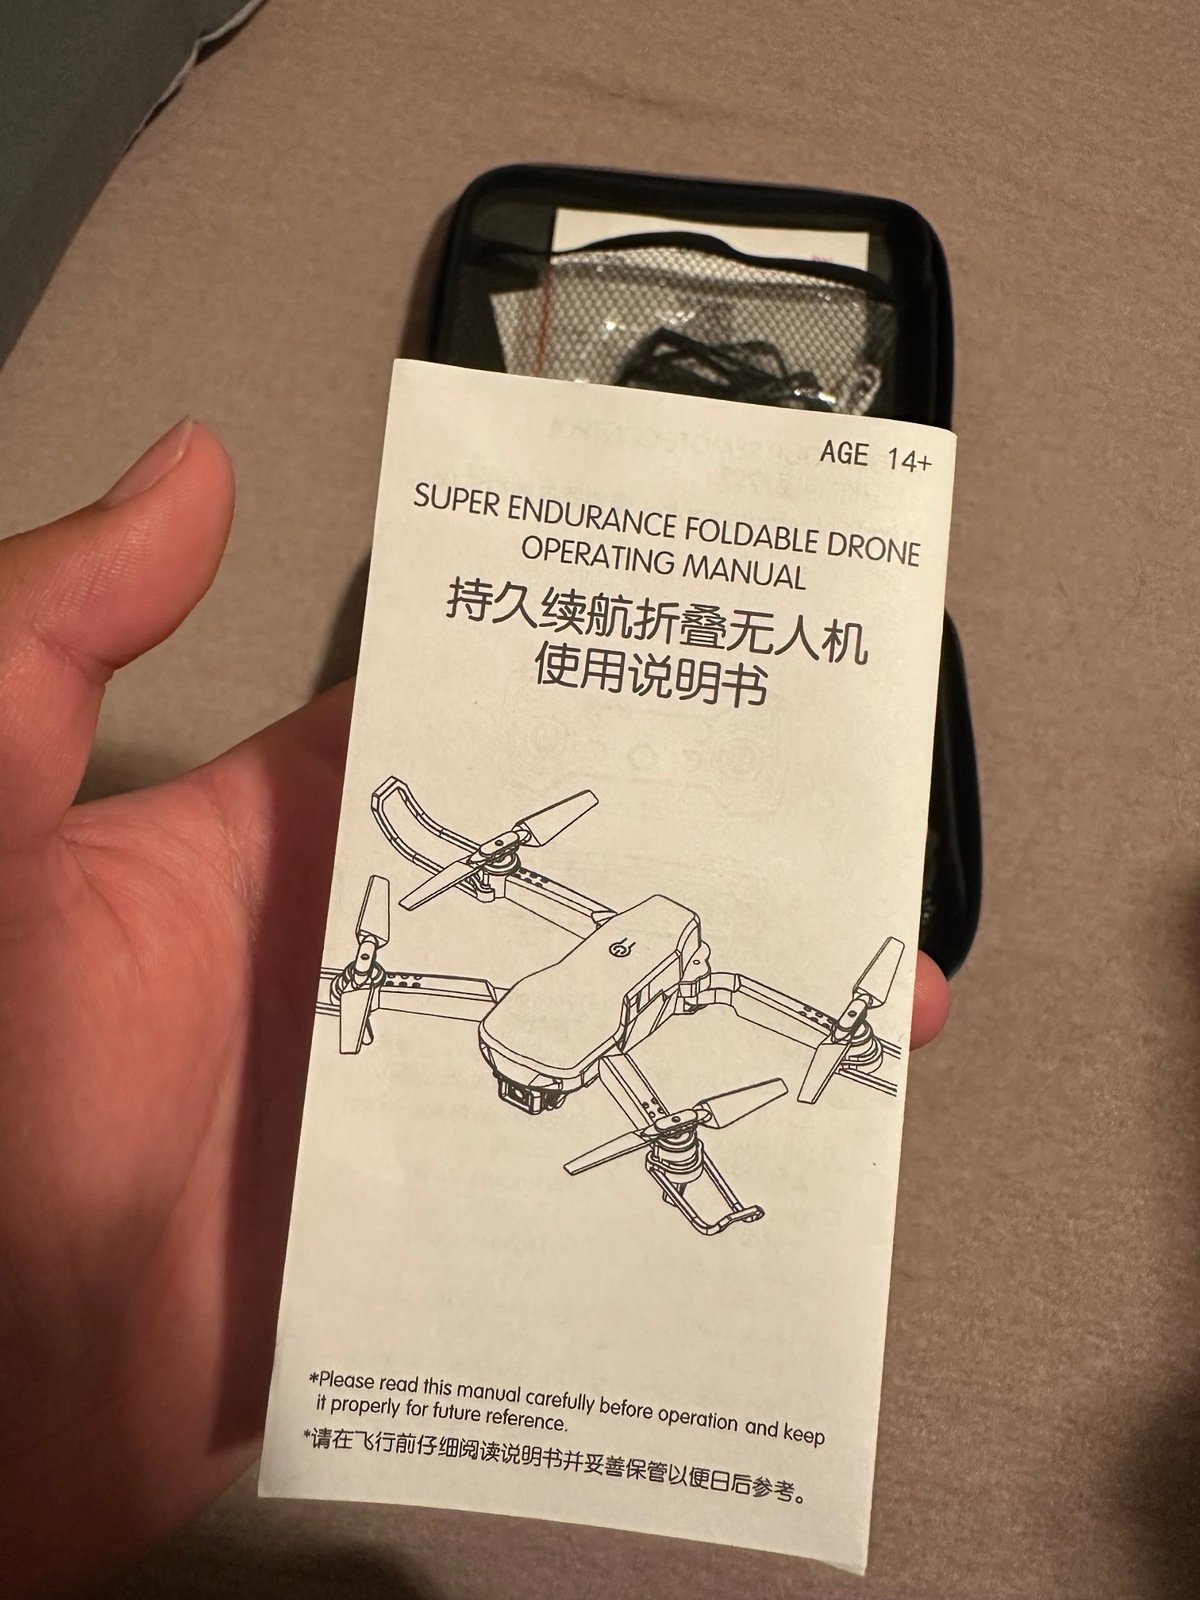 AGE 14+
SUPER ENDURANCE FOLDABLE DRONE
OPERATING MANUAL
持久续航折叠无人机
使用说明书
*Please read this manual carefully before operation and keep
it properly for future reference.
*请在飞行前仔细阅读说明书并妥善保管以便日后参考。